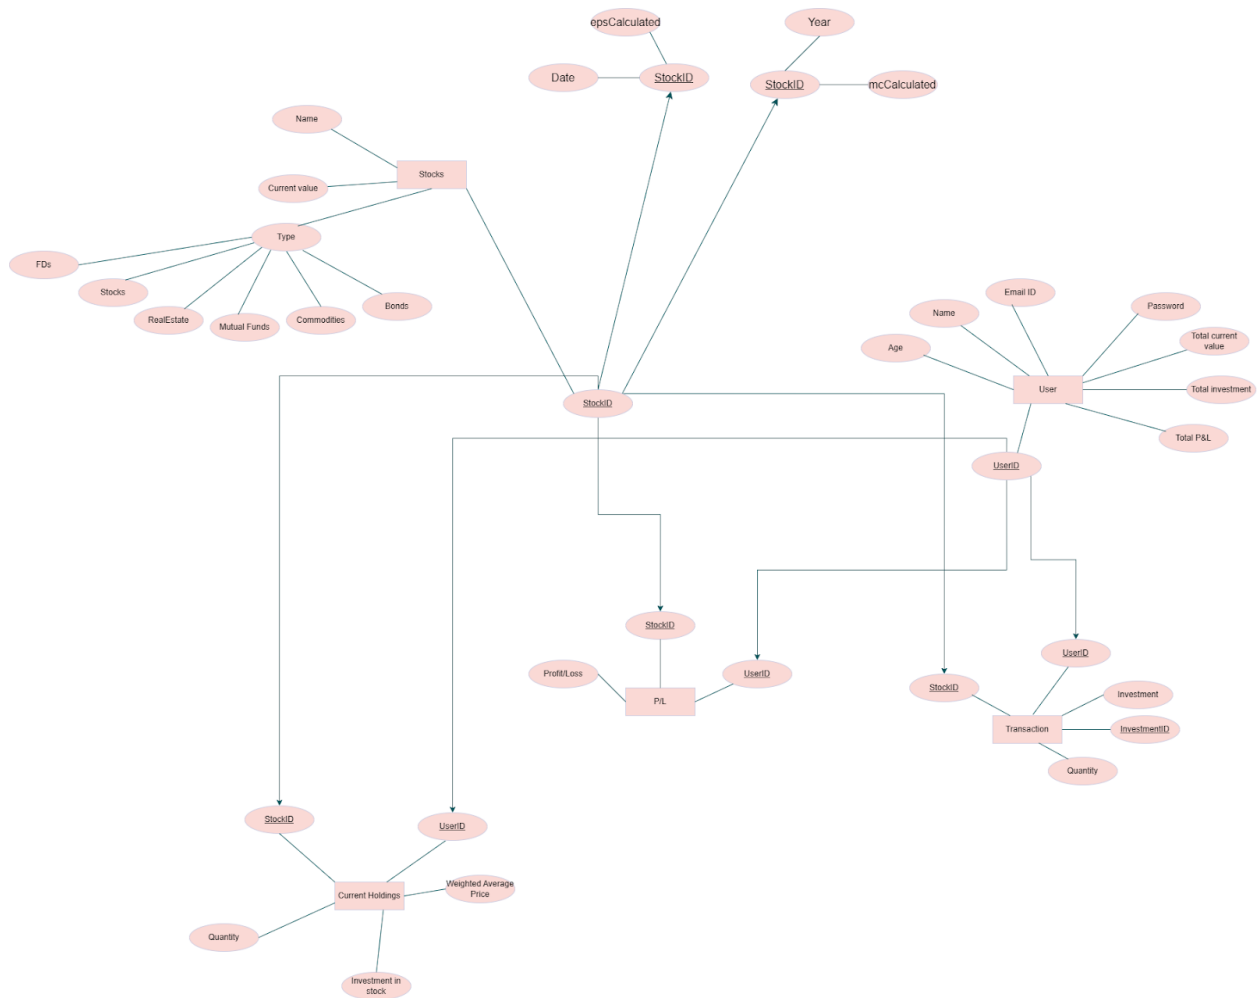 epsCalculated
Year
Date
StockID
StockID
mcCalculated
Name
Stocks
Current value
Type
FDs
Stocks
RealEstate
Mutual Funds
Commodities
Bonds
Email ID
Name
Password
Age
Total current
value
User
Total investment
Total P&L
StockID
UserID
StockID
UserID
Profit/Loss
UserID
P/L
StockID
Investment
Transaction
InvestmentID
Quantity
StockID
UserID
Current Holdings
Weighted Average
Price
Quantity
Investment in
stock